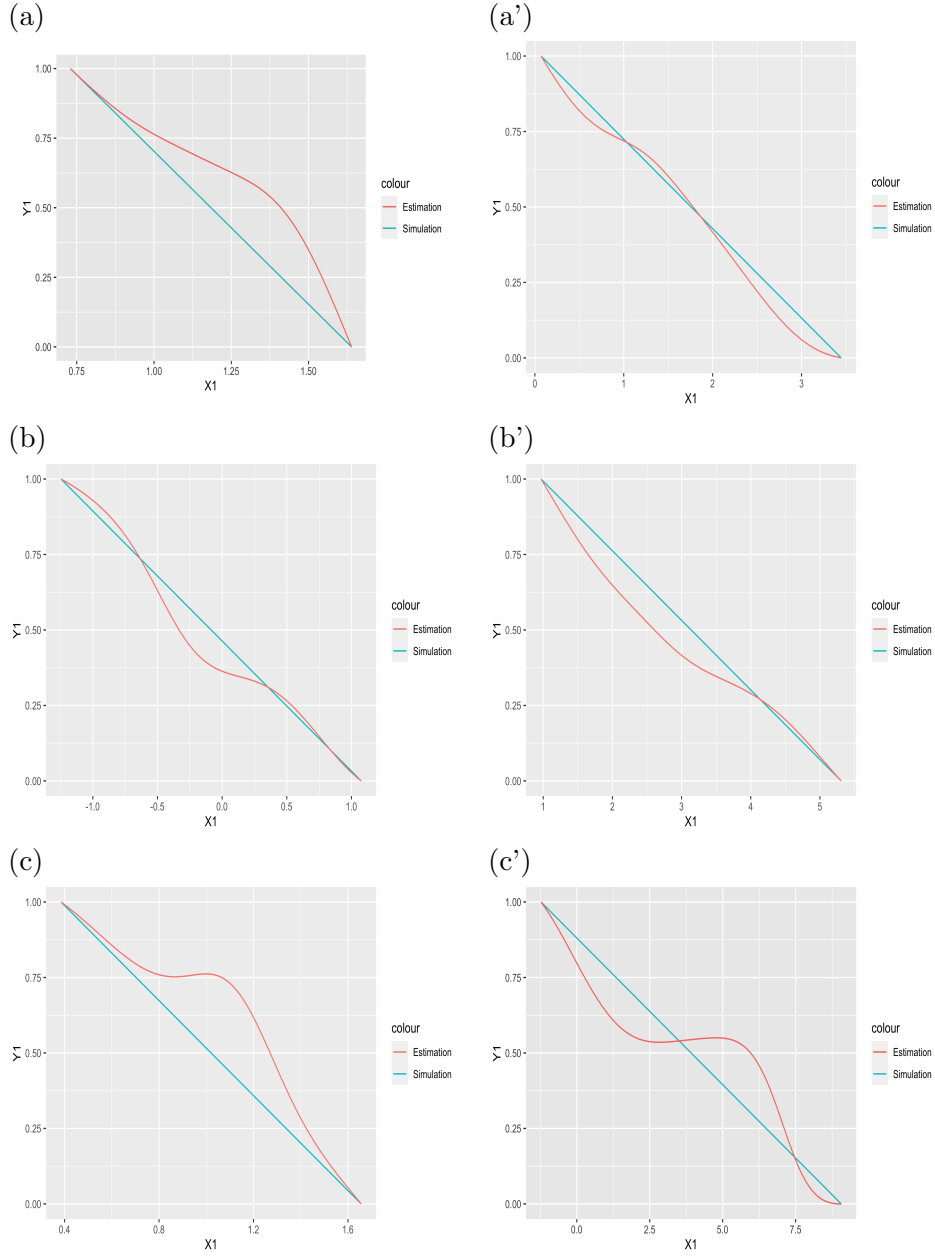 (a)
1.00
0.75
0.50
0.25
0.00
Y1
0.75
1.00
1.25
1.50
X1
colour
Estimation
Simulation
(a')
1.00
0.75
0.50
0.25
0.00
Y1
0
1
2
3
X1
colour
Estimation
Simulation
(b)
1.00
0.75
0.50
0.25
0.00
Y1
-1.0
-0.5
0.0
0.5
1.0
X1
colour
Estimation
Simulation
(b')
1.00
0.75
0.50
0.25
0.00
Y1
1
2
3
4
5
X1
colour
Estimation
Simulation
(c)
1.00
0.75
0.50
0.25
0.00
Y1
0.4
0.8
1.2
1.6
X1
colour
Estimation
Simulation
(c')
1.00
0.75
0.50
0.25
0.00
Y1
0.0
2.5
5.0
7.5
X1
colour
Estimation
Simulation